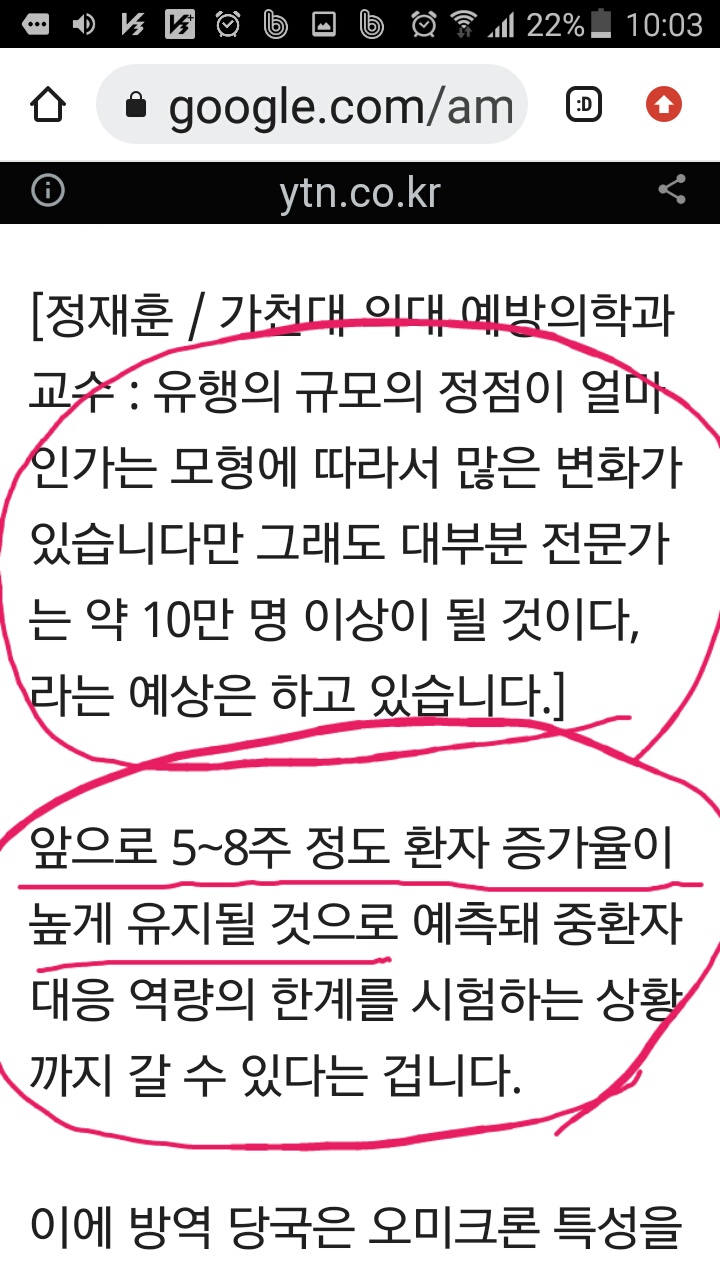 22% 10:03
google.com/am
:D
ytn.co.kr
[정재훈 / 가천대 의대 예방의학과
교수 : 유행의 규모의 정점이 얼마
인가는 모형에 따라서 많은 변화가
있습니다만 그래도 대부분 전문가
는 약 10만 명 이상이 될 것이다,
라는 예상은 하고 있습니다.]
앞으로 5~8주 정도 환자 증가율이
높게 유지될 것으로 예측돼 중환자
대응 역량의 한계를 시험하는 상황
까지 갈 수 있다는 겁니다.
이에 방역 당국은 오미크론 특성을